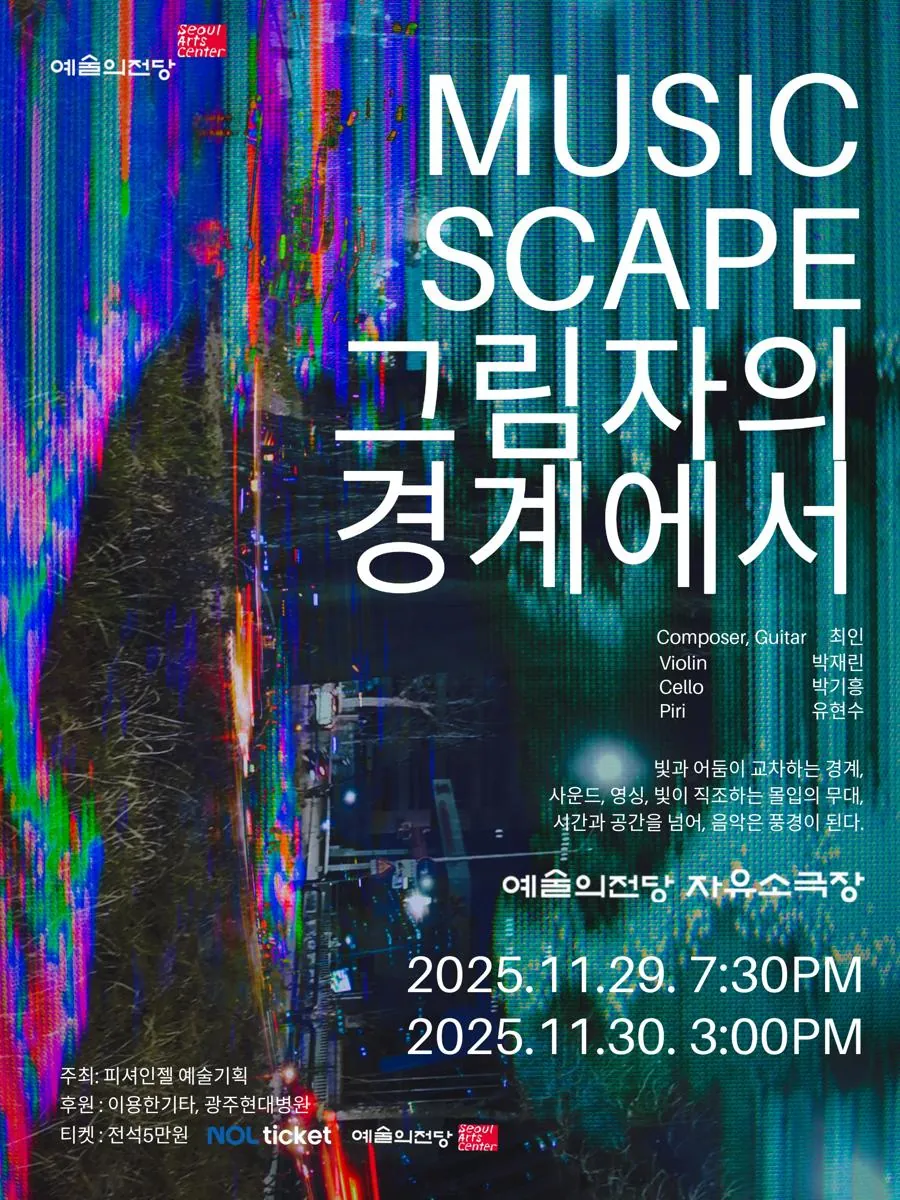 예술의전당
Seoul
Arts
Center
MUSIC
SCAPE
그림자의
경계에서
Composer, Guitar 최인
Violin 박재린
Cello 박기흥
Piri 유현수
빛과 어둠이 교차하는 경계,
사운드, 영상, 빛이 직조하는 몰입의 무대,
시간과 공간을 넘어, 음악은 풍경이 된다.
예술의전당 자유소극장
2025.11.29. 7:30PM
2025.11.30. 3:00PM
주최: 피셔인젤 예술기획
후원 : 이용한기타, 광주현대병원
티켓 : 전석5만원 NOL ticket 예술의전당
Seoul
Arts
Center